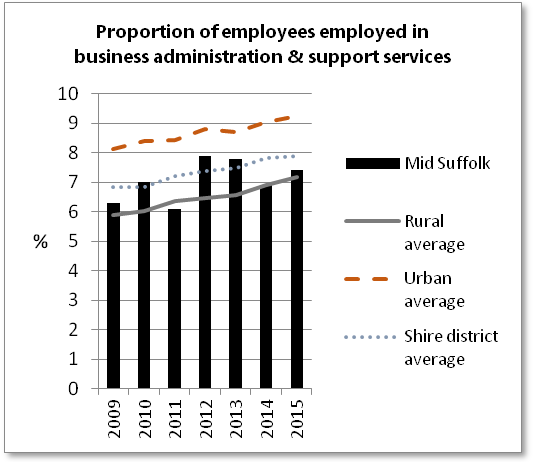 Proportion of employees employed in
business administration & support services
10
9
8
7
6
5
4
3
2
1
0
%
2009
2010
2011
2012
2013
2014
2015
Mid Suffolk
Rural
average
Urban
average
Shire district
average